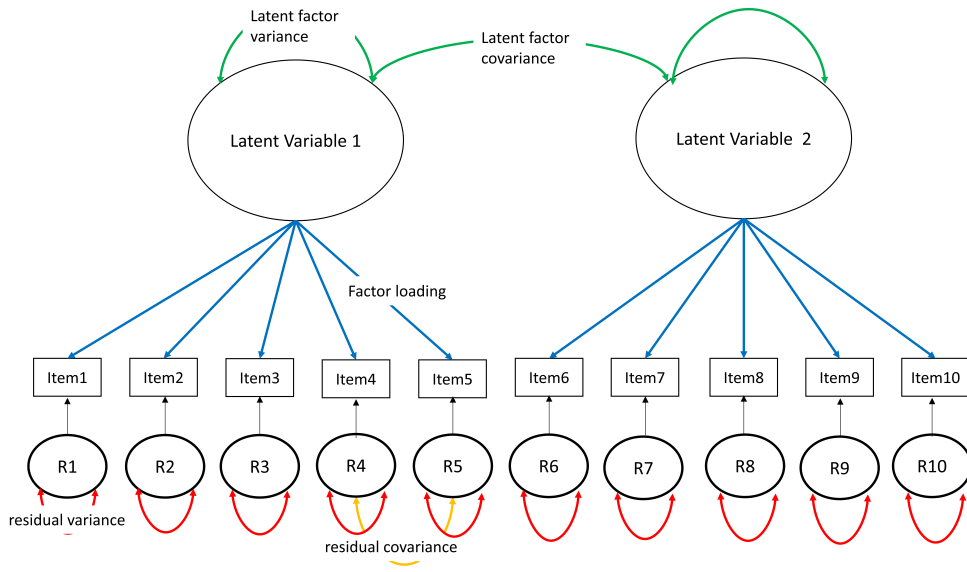 Latent factor
variance
Latent factor
covariance
Latent Variable 1
Latent Variable 2
Factor loading
Item1
Item2
Item3
Item4
Item5
Item6
Item7
Item8
Item9
Item10
R1
R2
R3
R4
R5
R6
R7
R8
R9
R10
residual variance
residual covariance